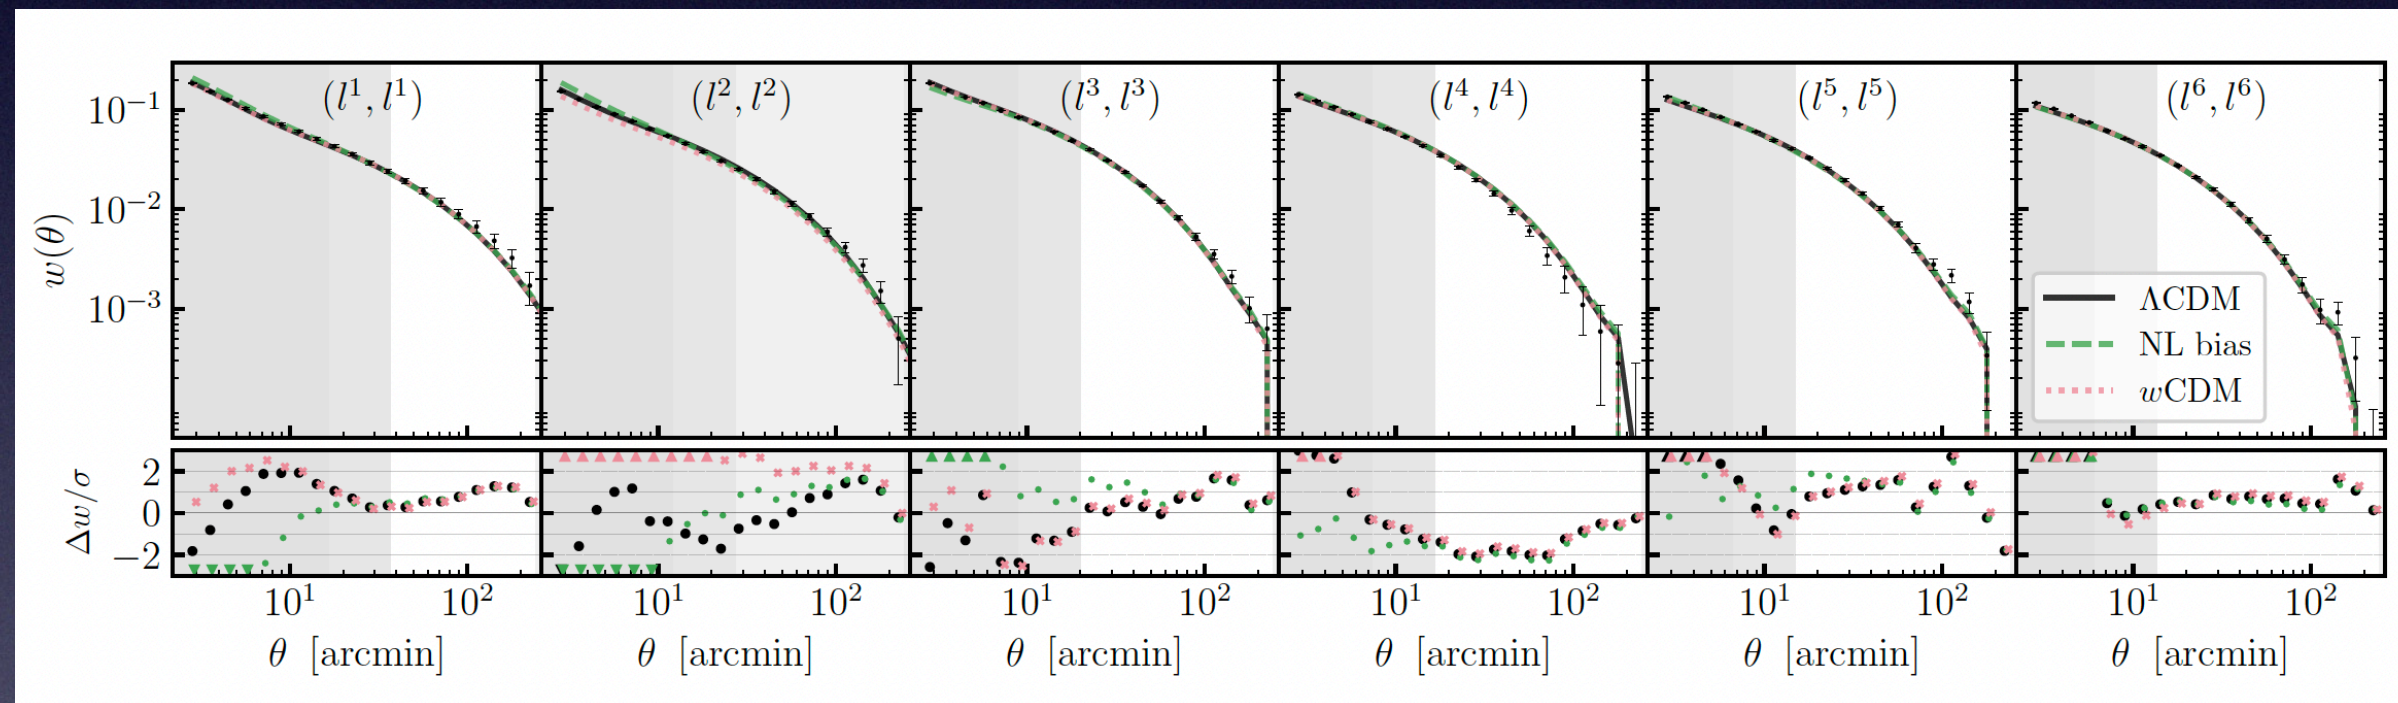 (l¹, l¹) (l², l²) (l³, l³) (l⁴, l⁴) (l⁵, l⁵) (l⁶, l⁶)
10⁻¹
10⁻²
10⁻³
w(θ)
ΛCDM
NL bias
wCDM
2
0
−2
Δw/σ
10¹ 10² 10¹ 10² 10¹ 10² 10¹ 10² 10¹ 10² 10¹ 10²
θ [arcmin] θ [arcmin] θ [arcmin] θ [arcmin] θ [arcmin] θ [arcmin]